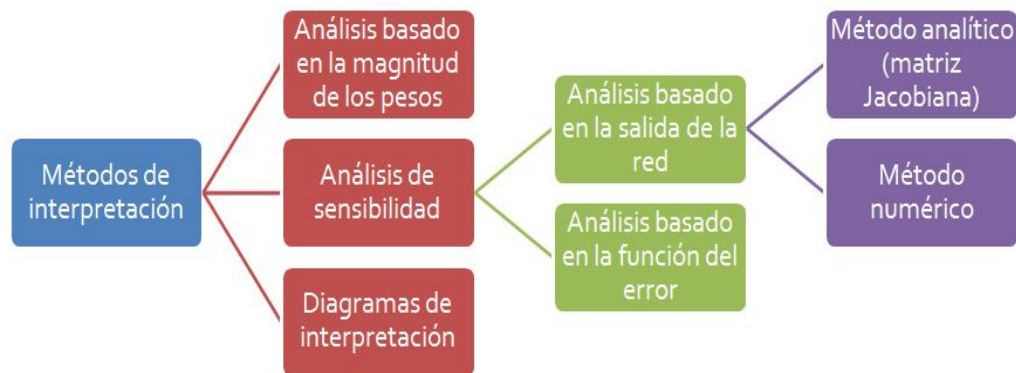 Métodos de
interpretación
Análisis basado
en la magnitud
de los pesos
Análisis de
sensibilidad
Diagramas de
interpretación
Análisis basado
en la salida de la
red
Análisis basado
en la función del
error
Método analítico
(matriz
Jacobiana)
Método
numérico